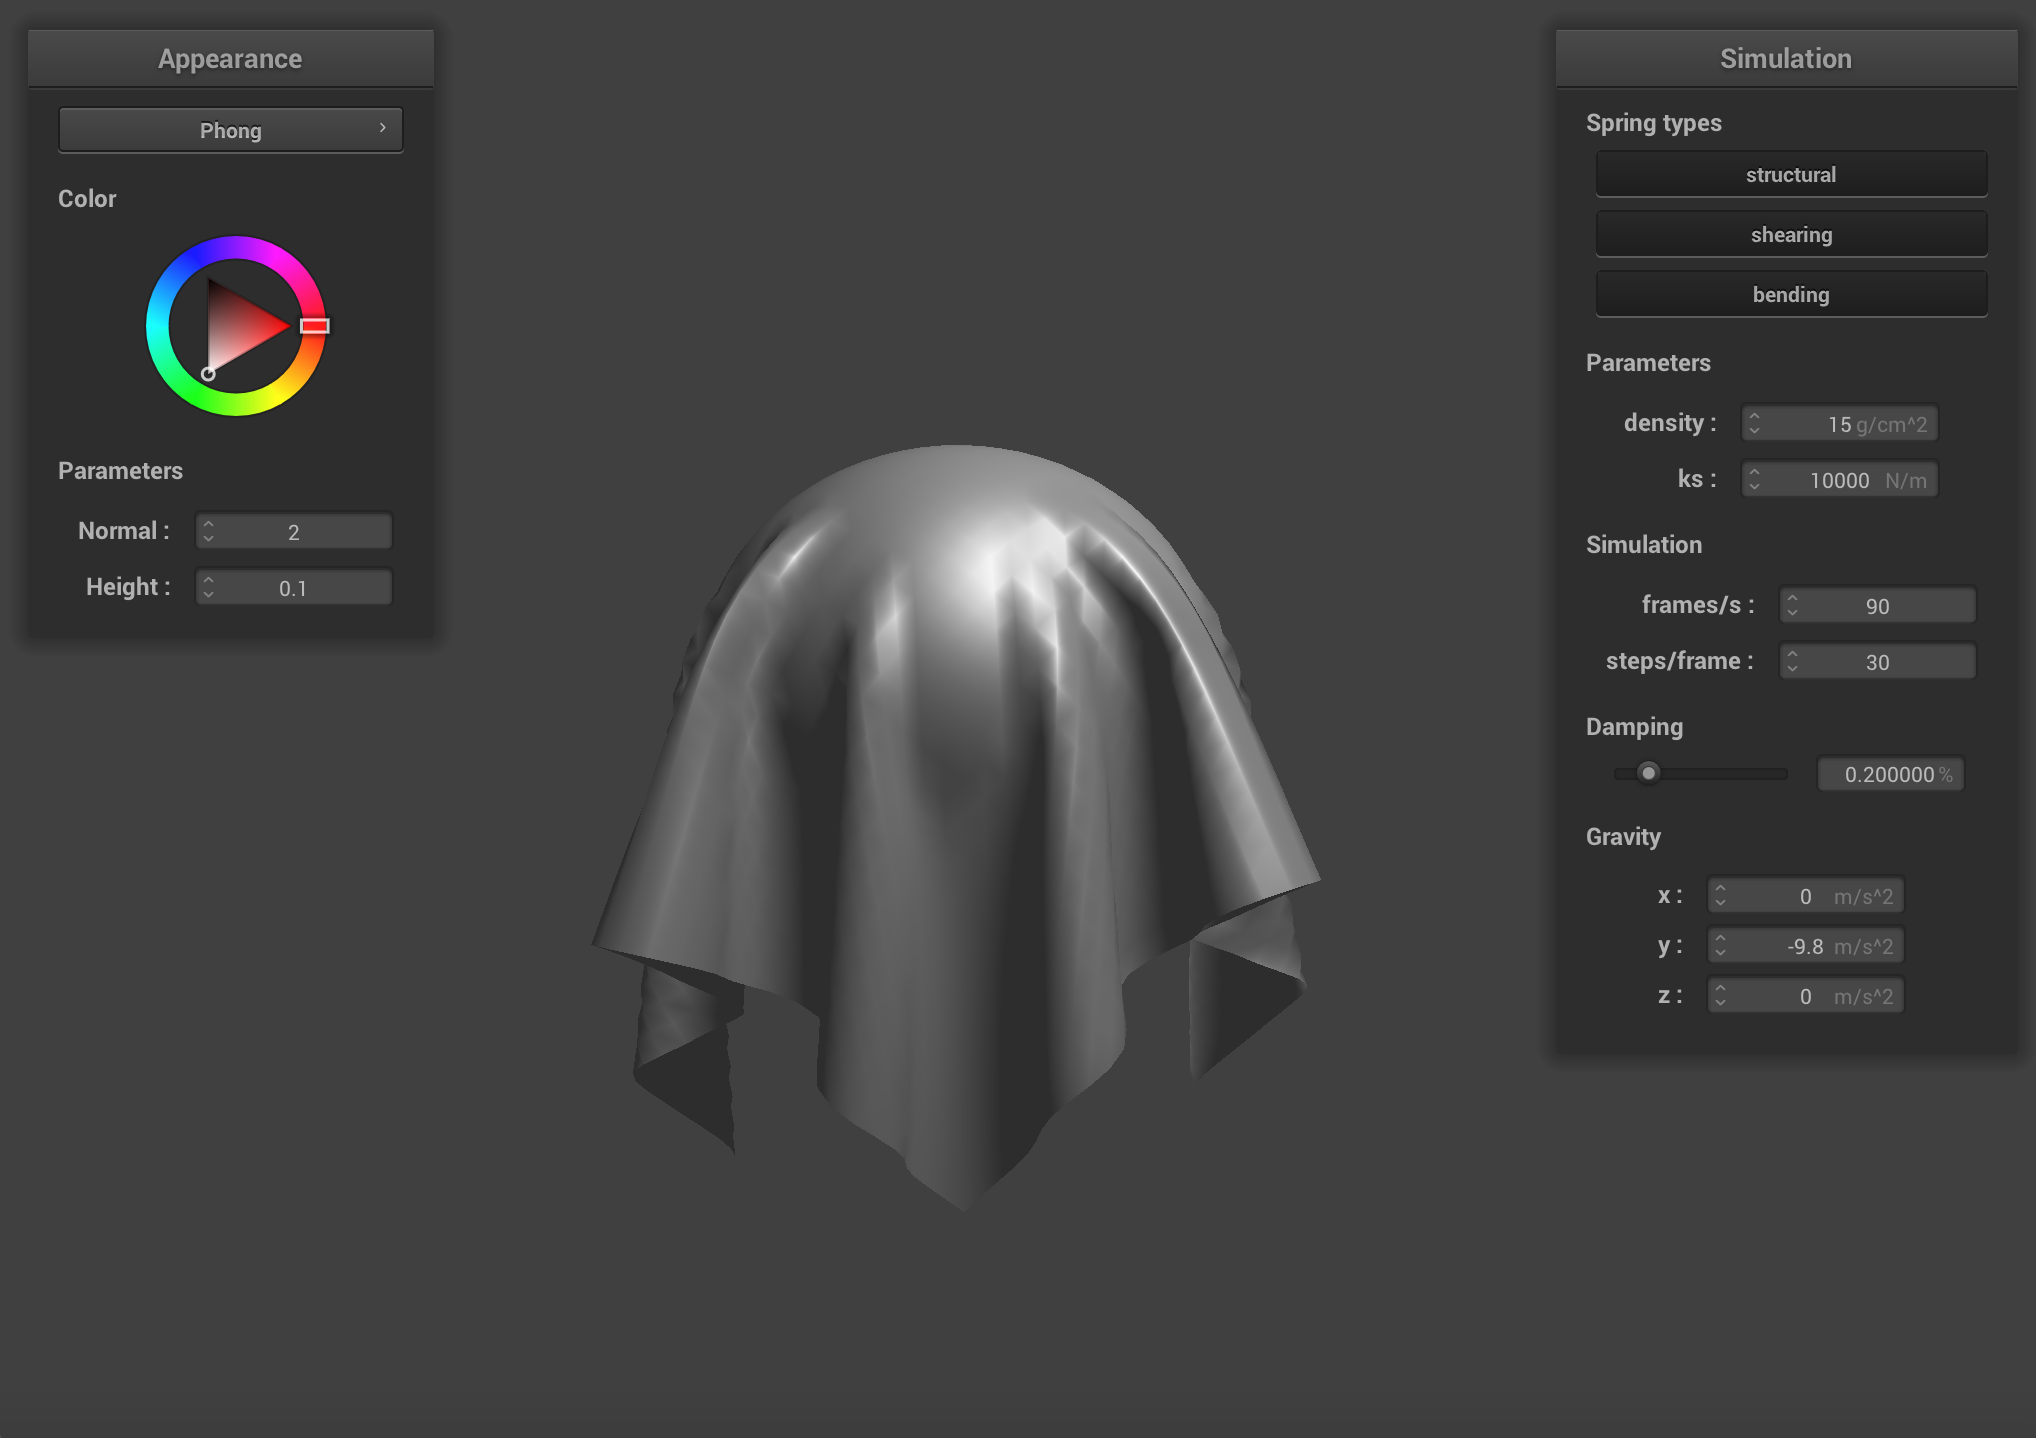 Appearance
Phong
Color
Parameters
Normal : 2
Height : 0.1
Simulation
Spring types
structural
shearing
bending
Parameters
density : 15 g/cm^2
ks : 10000 N/m
Simulation
frames/s : 90
steps/frame : 30
Damping
0.200000 %
Gravity
x : 0 m/s^2
y : -9.8 m/s^2
z : 0 m/s^2